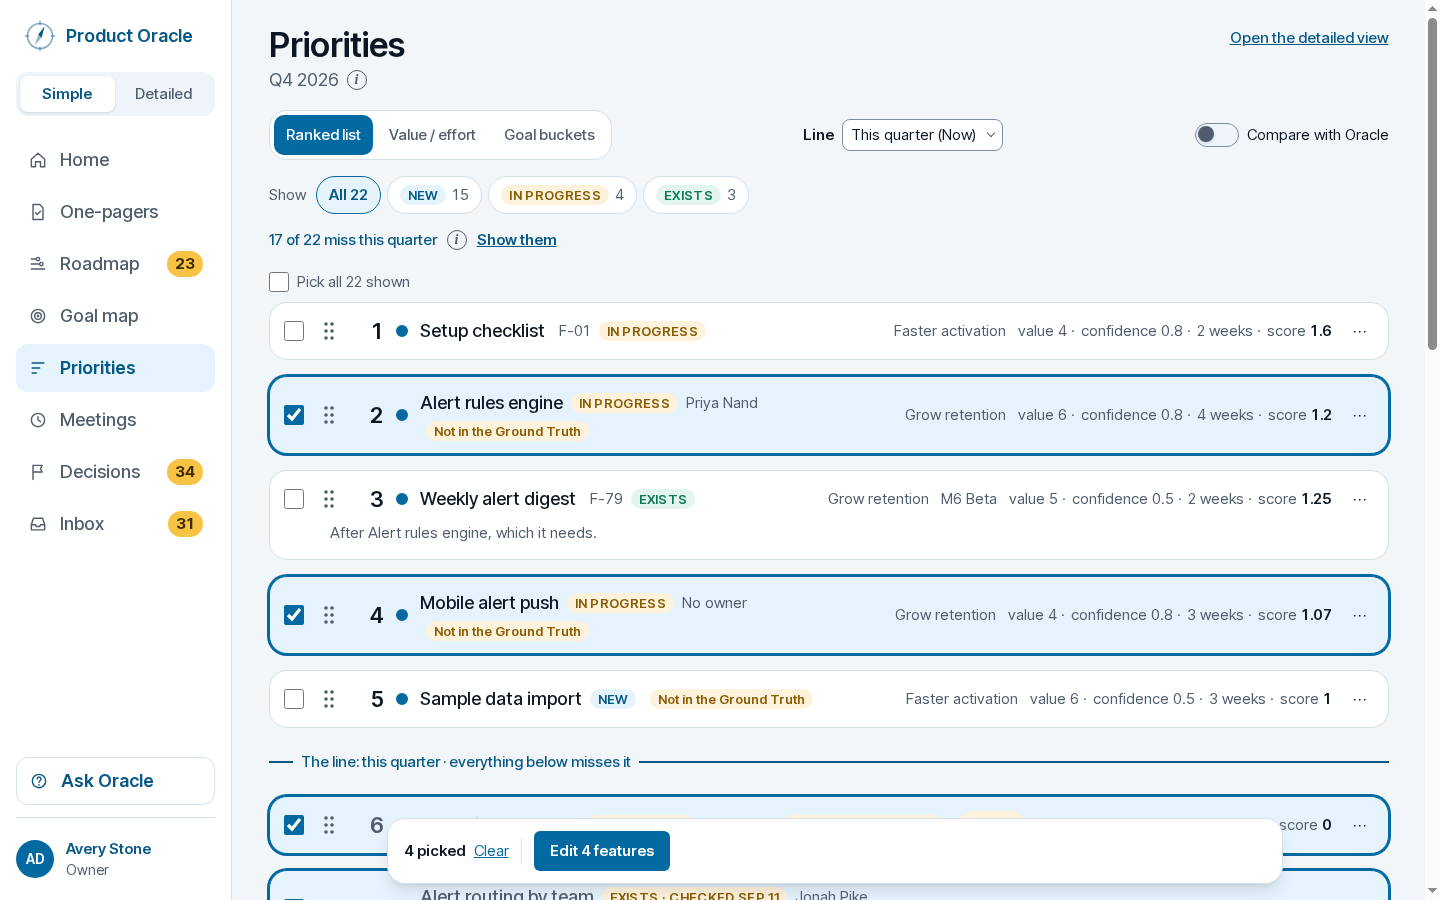 Product Oracle
Simple
Detailed
Home
One-pagers
Roadmap 23
Goal map
Priorities
Meetings
Decisions 34
Inbox 31
Ask Oracle
AD
Avery Stone
Owner
Priorities
Open the detailed view
Q4 2026 i
Ranked list
Value / effort
Goal buckets
Line
This quarter (Now)
Compare with Oracle
Show
All 22
NEW 15
IN PROGRESS 4
EXISTS 3
17 of 22 miss this quarter i Show them
Pick all 22 shown
1 Setup checklist F-01 IN PROGRESS Faster activation value 4 · confidence 0.8 · 2 weeks · score 1.6 ···
2 Alert rules engine IN PROGRESS Priya Nand Grow retention value 6 · confidence 0.8 · 4 weeks · score 1.2 ···
Not in the Ground Truth
3 Weekly alert digest F-79 EXISTS Grow retention M6 Beta value 5 · confidence 0.5 · 2 weeks · score 1.25 ···
After Alert rules engine, which it needs.
4 Mobile alert push IN PROGRESS No owner Grow retention value 4 · confidence 0.8 · 3 weeks · score 1.07 ···
Not in the Ground Truth
5 Sample data import NEW Not in the Ground Truth Faster activation value 6 · confidence 0.5 · 3 weeks · score 1 ···
The line: this quarter · everything below misses it
6 score 0 ···
4 picked Clear Edit 4 features
Alert routing by team EXISTS · CHECKED SEP 11 Jonah Pike